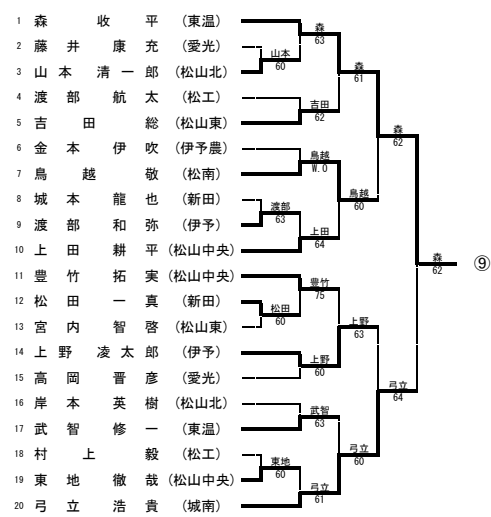 1 森 收 平 (東温)
2 藤 井 康 充 (愛光)
3 山 本 清 一 郎 (松山北)
4 渡 部 航 太 (松工)
5 吉 田 総 (松山東)
6 金 本 伊 吹 (伊予農)
7 鳥 越 敬 (松南)
8 城 本 龍 也 (新田)
9 渡 部 和 弥 (伊予)
10 上 田 耕 平 (松山中央)
11 豊 竹 拓 実 (松山中央)
12 松 田 一 真 (新田)
13 宮 内 智 啓 (松山東)
14 上 野 凌 太 郎 (伊予)
15 高 岡 晋 彦 (愛光)
16 岸 本 英 樹 (松山北)
17 武 智 修 一 (東温)
18 村 上 毅 (松工)
19 東 地 徹 哉 (松山中央)
20 弓 立 浩 貴 (城南)
山本
60
渡部
63
松田
60
東地
60
森
63
吉田
62
鳥越
W.O
上田
64
豊竹
75
上野
60
武智
63
弓立
61
森
61
鳥越
60
上野
63
弓立
60
森
62
弓立
64
森
62
⑨